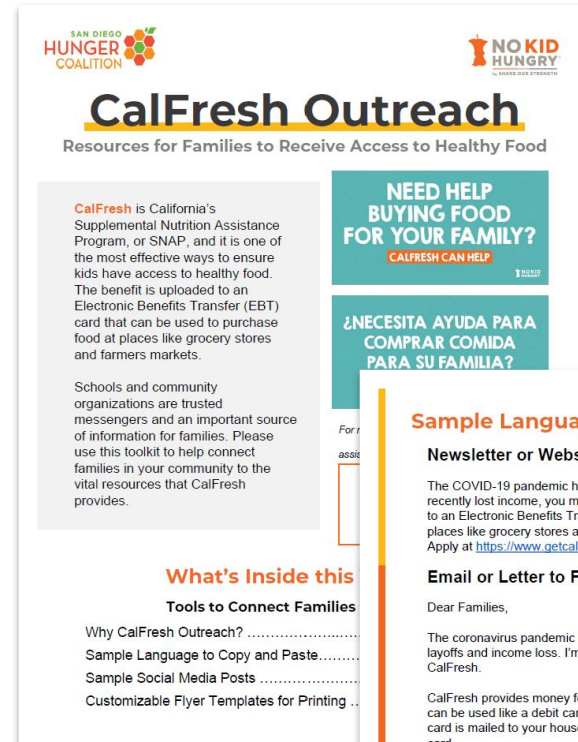 SAN DIEGO
HUNGER
COALITION
NO KID
HUNGRY
by SHARE OUR STRENGTH
CalFresh Outreach
Resources for Families to Receive Access to Healthy Food
CalFresh is California's
Supplemental Nutrition Assistance
Program, or SNAP, and it is one of
the most effective ways to ensure
kids have access to healthy food.
The benefit is uploaded to an
Electronic Benefits Transfer (EBT)
card that can be used to purchase
food at places like grocery stores
and farmers markets.
Schools and community
organizations are trusted
messengers and an important source
of information for families. Please
use this toolkit to help connect
families in your community to the
vital resources that CalFresh
provides.
NEED HELP
BUYING FOOD
FOR YOUR FAMILY?
CALFRESH CAN HELP
NO KID
HUNGRY
¿NECESITA AYUDA PARA
COMPRAR COMIDA
PARA SU FAMILIA?
For
assis
What's Inside this
Tools to Connect Families
Why CalFresh Outreach? .....................
Sample Language to Copy and Paste........
Sample Social Media Posts ...................
Customizable Flyer Templates for Printing ..
Sample Langua
Newsletter or Webs
The COVID-19 pandemic h
recently lost income, you m
to an Electronic Benefits Tr
places like grocery stores a
Apply at https://www.getcal
Email or Letter to F
Dear Families,
The coronavirus pandemic
layoffs and income loss. I'm
CalFresh.
CalFresh provides money f
can be used like a debit car
card is mailed to your hous